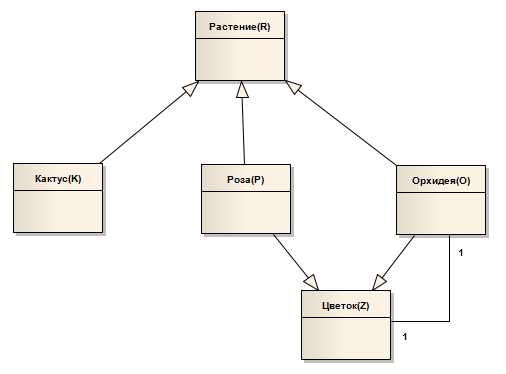 Растение(R)
Кактус(K)
Роза(P)
Орхидея(O)
1
Цветок(Z)
1